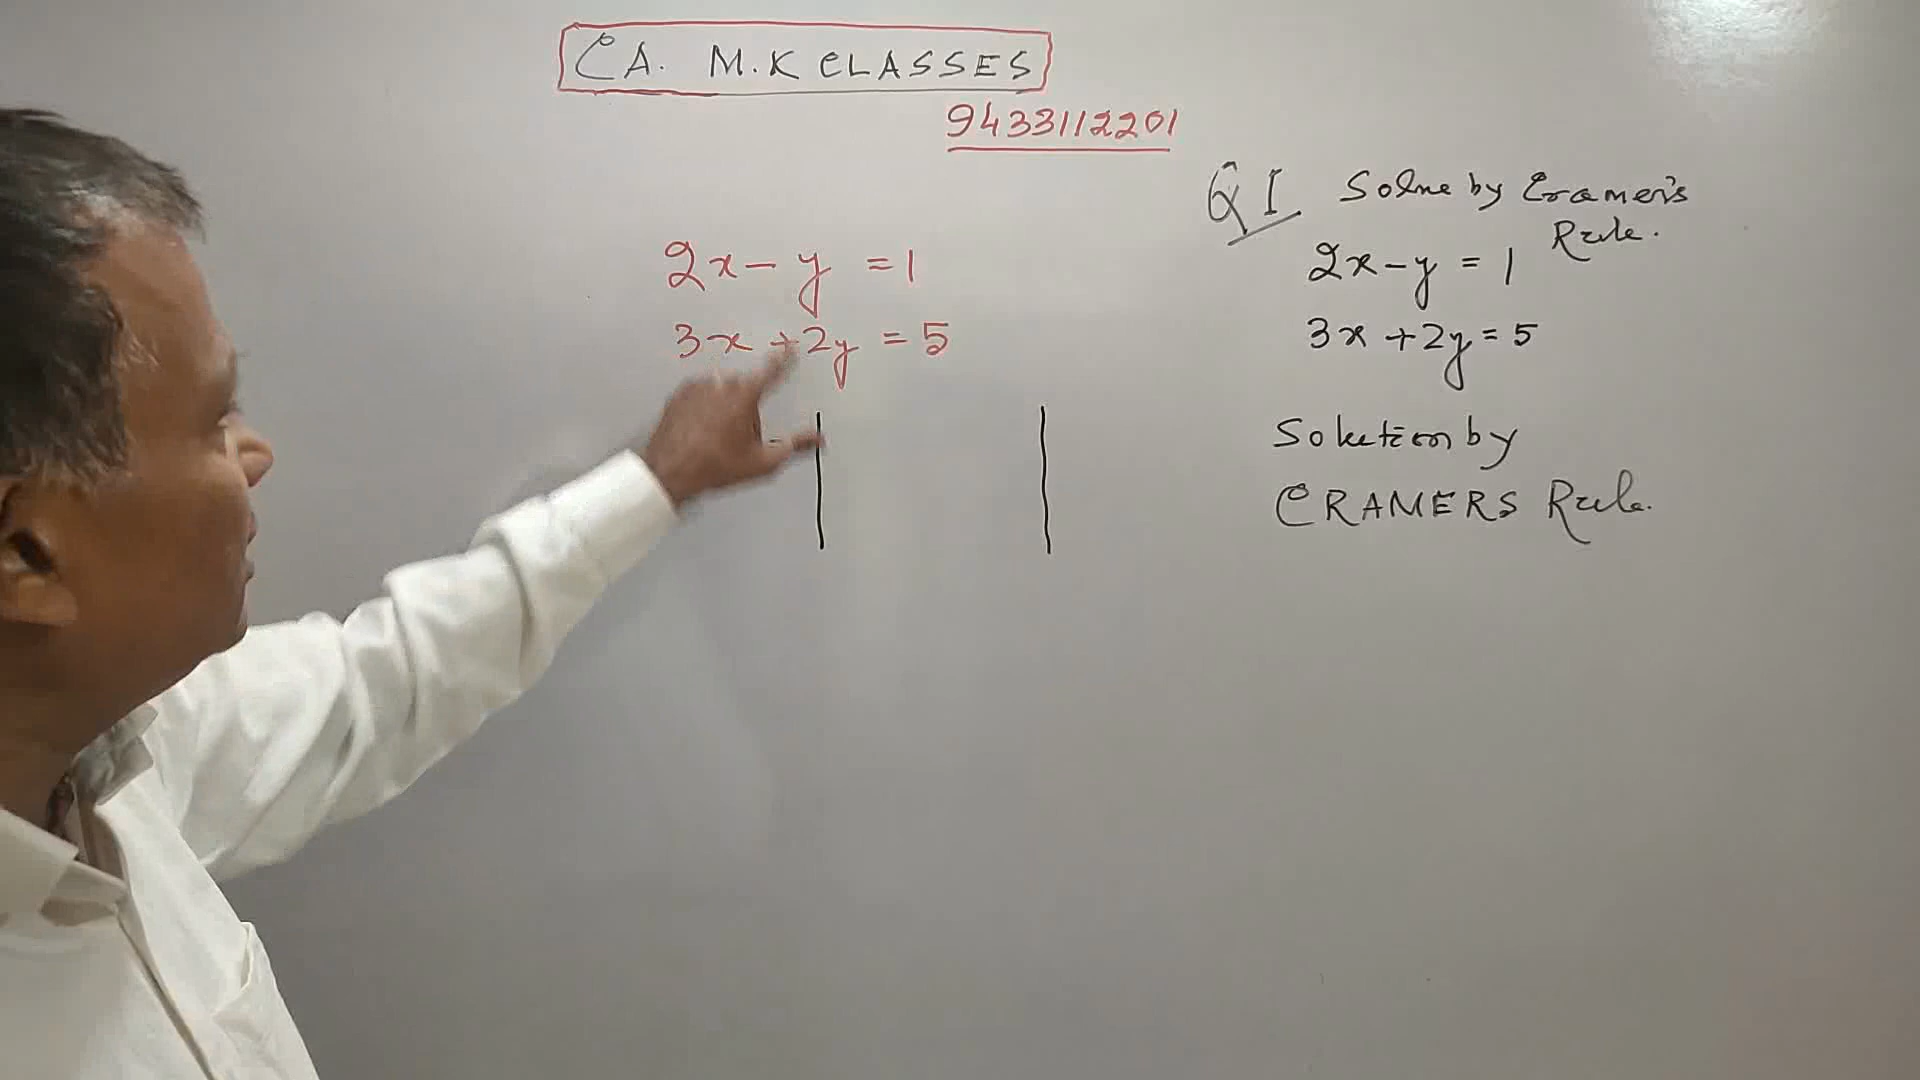 CA. M.K CLASSES
9433112201
2x - y = 1
3x + 2y = 5
Q1 Solve by Cramer's
Rule.
2x - y = 1
3x + 2y = 5
Solution by
CRAMERS Rule.